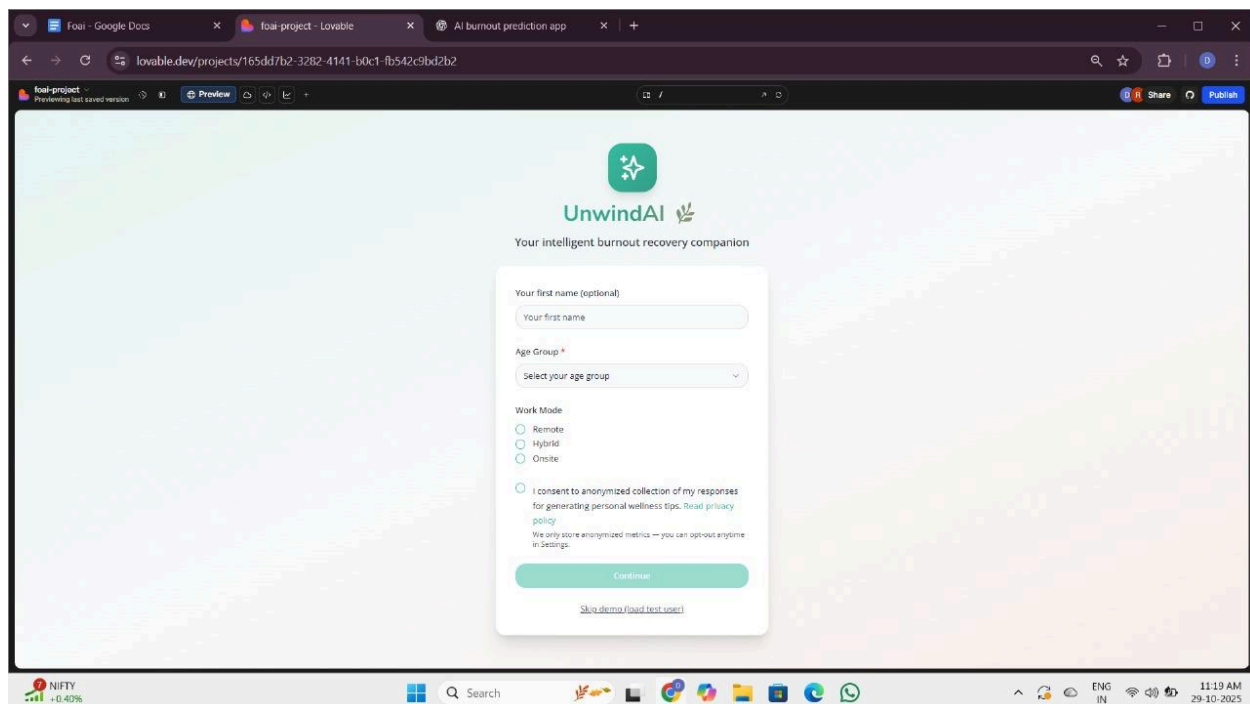 Foai - Google Docs
foai-project - Lovable
AI burnout prediction app
lovable.dev/projects/165dd7b2-3282-4141-b0c1-fb542c9bd2b2
D
foai-project
Previewing last saved version
Preview
/
D R Share
Publish
UnwindAI
Your intelligent burnout recovery companion
Your first name (optional)
Your first name
Age Group *
Select your age group
Work Mode
Remote
Hybrid
Onsite
I consent to anonymized collection of my responses
for generating personal wellness tips. Read privacy
policy
We only store anonymized metrics — you can opt-out anytime
in Settings.
Continue
Skip demo (load test user)
7
NIFTY
+0.40%
Search
ENG
IN
11:19 AM
29-10-2025